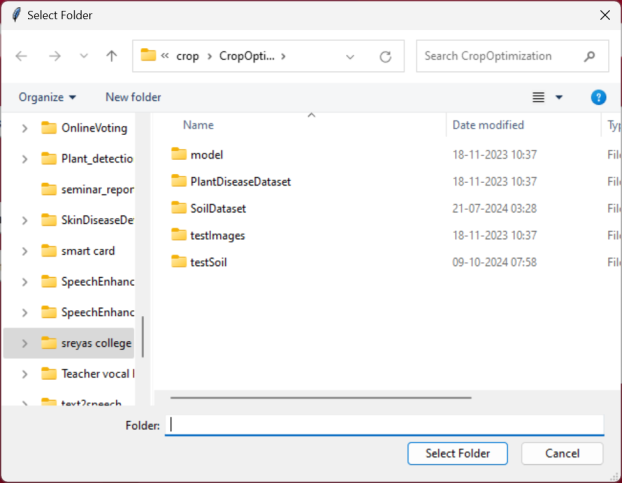 Select Folder
« crop › CropOpti... ›
Search CropOptimization
Organize
New folder
OnlineVoting
Plant_detectio
seminar_repor
SkinDiseaseDe
smart card
SpeechEnhanc
SpeechEnhanc
sreyas college
Teacher vocal
text2speech
Name
Date modified
Ty
model
18-11-2023 10:37
File
PlantDiseaseDataset
18-11-2023 10:37
File
SoilDataset
21-07-2024 03:28
File
testImages
18-11-2023 10:37
File
testSoil
09-10-2024 07:58
File
Folder:
Select Folder
Cancel